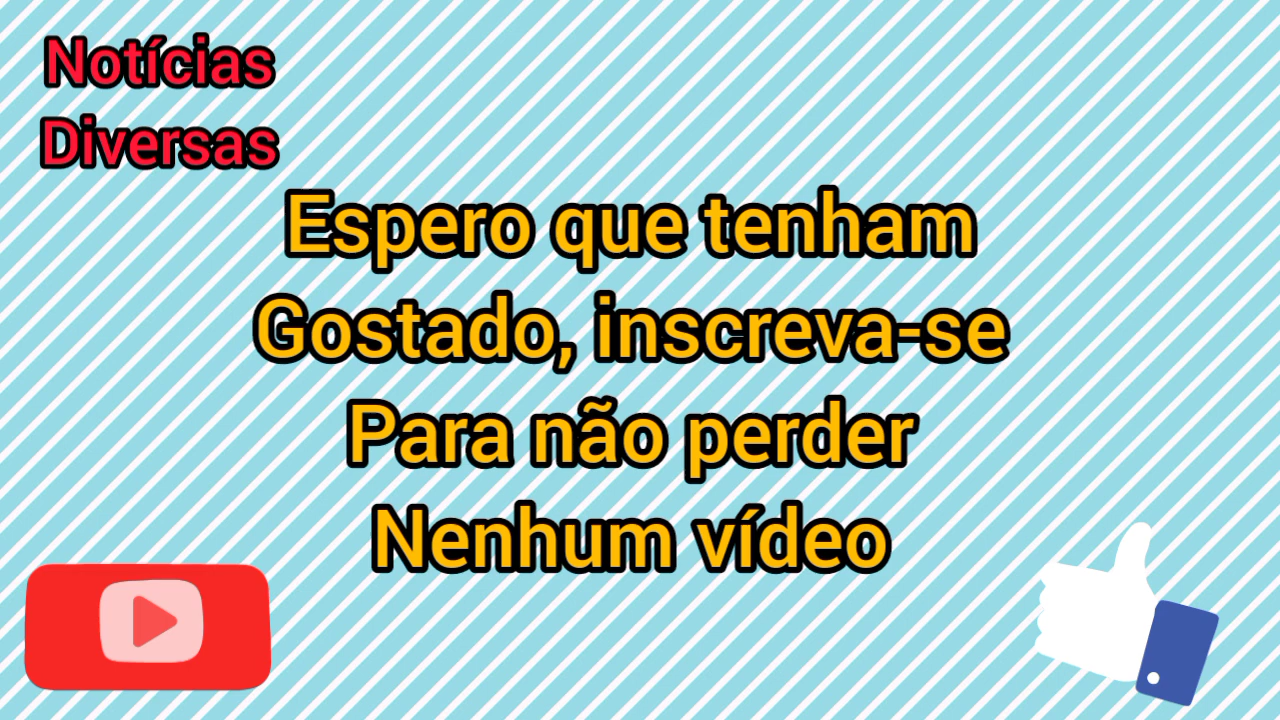 Notícias
Diversas
Espero que tenham
Gostado, inscreva-se
Para não perder
Nenhum vídeo